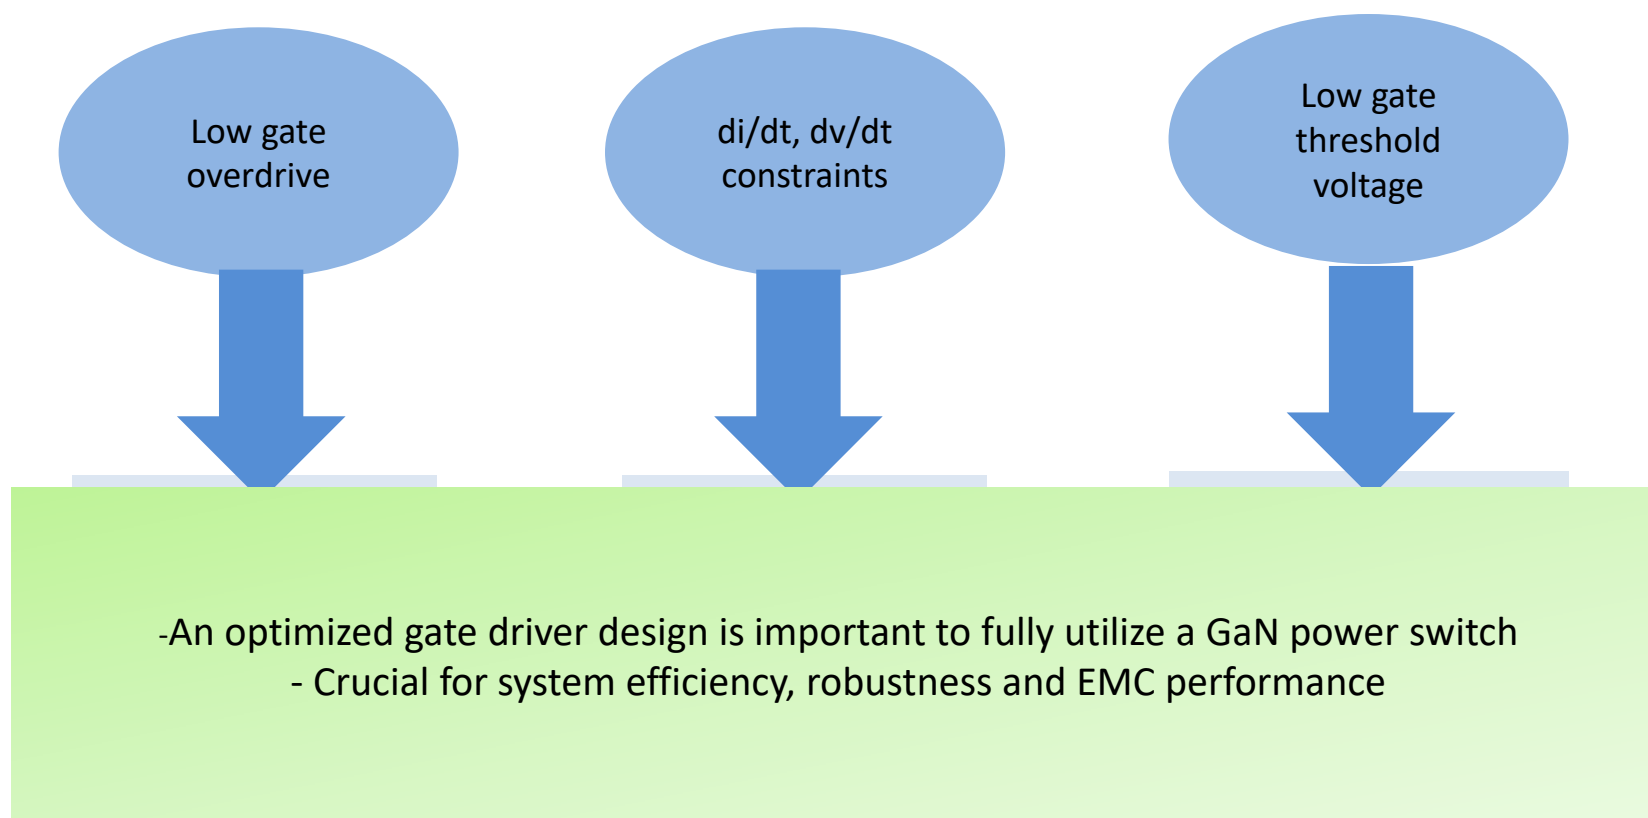 Low gate
overdrive
di/dt, dv/dt
constraints
Low gate
threshold
voltage
-An optimized gate driver design is important to fully utilize a GaN power switch
- Crucial for system efficiency, robustness and EMC performance